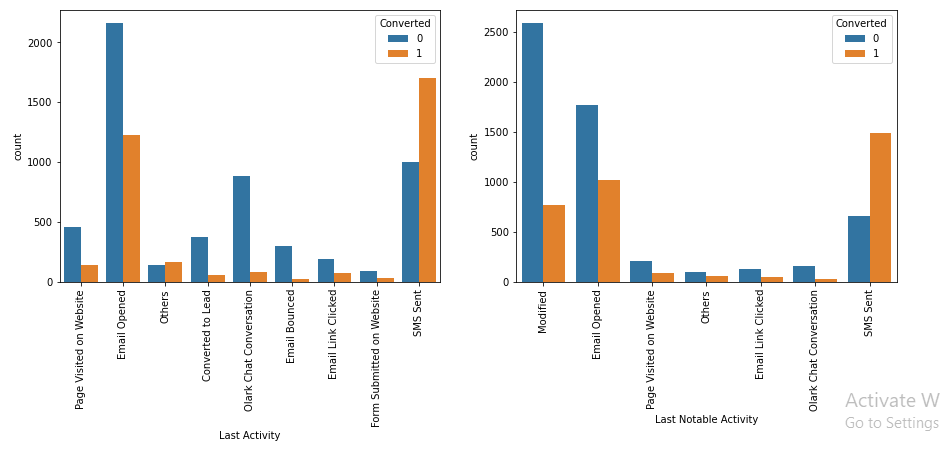 Converted
0
1
2000
1500
1000
500
0
count
Page Visited on Website
Email Opened
Others
Converted to Lead
Olark Chat Conversation
Email Bounced
Email Link Clicked
Form Submitted on Website
SMS Sent
Last Activity
Converted
0
1
2500
2000
1500
1000
500
0
count
Modified
Email Opened
Page Visited on Website
Others
Email Link Clicked
Olark Chat Conversation
SMS Sent
Last Notable Activity
Activate W
Go to Settings